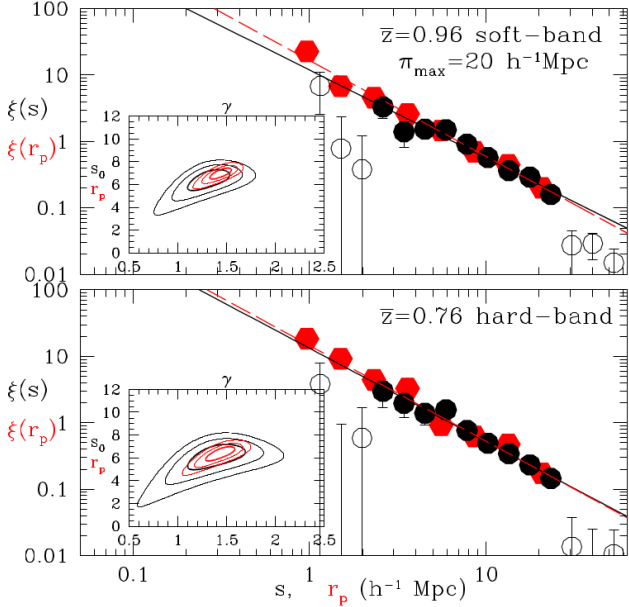 100
10
1
0.1
0.01
ξ(s)
ξ(r_p)
z̄=0.96 soft−band
π_max=20 h⁻¹Mpc
γ
12
10
8
6
4
2
0
s₀
r_p
0.5 1 1.5 2 2.5
100
10
1
0.1
0.01
ξ(s)
ξ(r_p)
z̄=0.76 hard−band
γ
12
10
8
6
4
2
0
s₀
r_p
0.5 1 1.5 2 2.5
0.1 1 10
s, r_p (h⁻¹ Mpc)